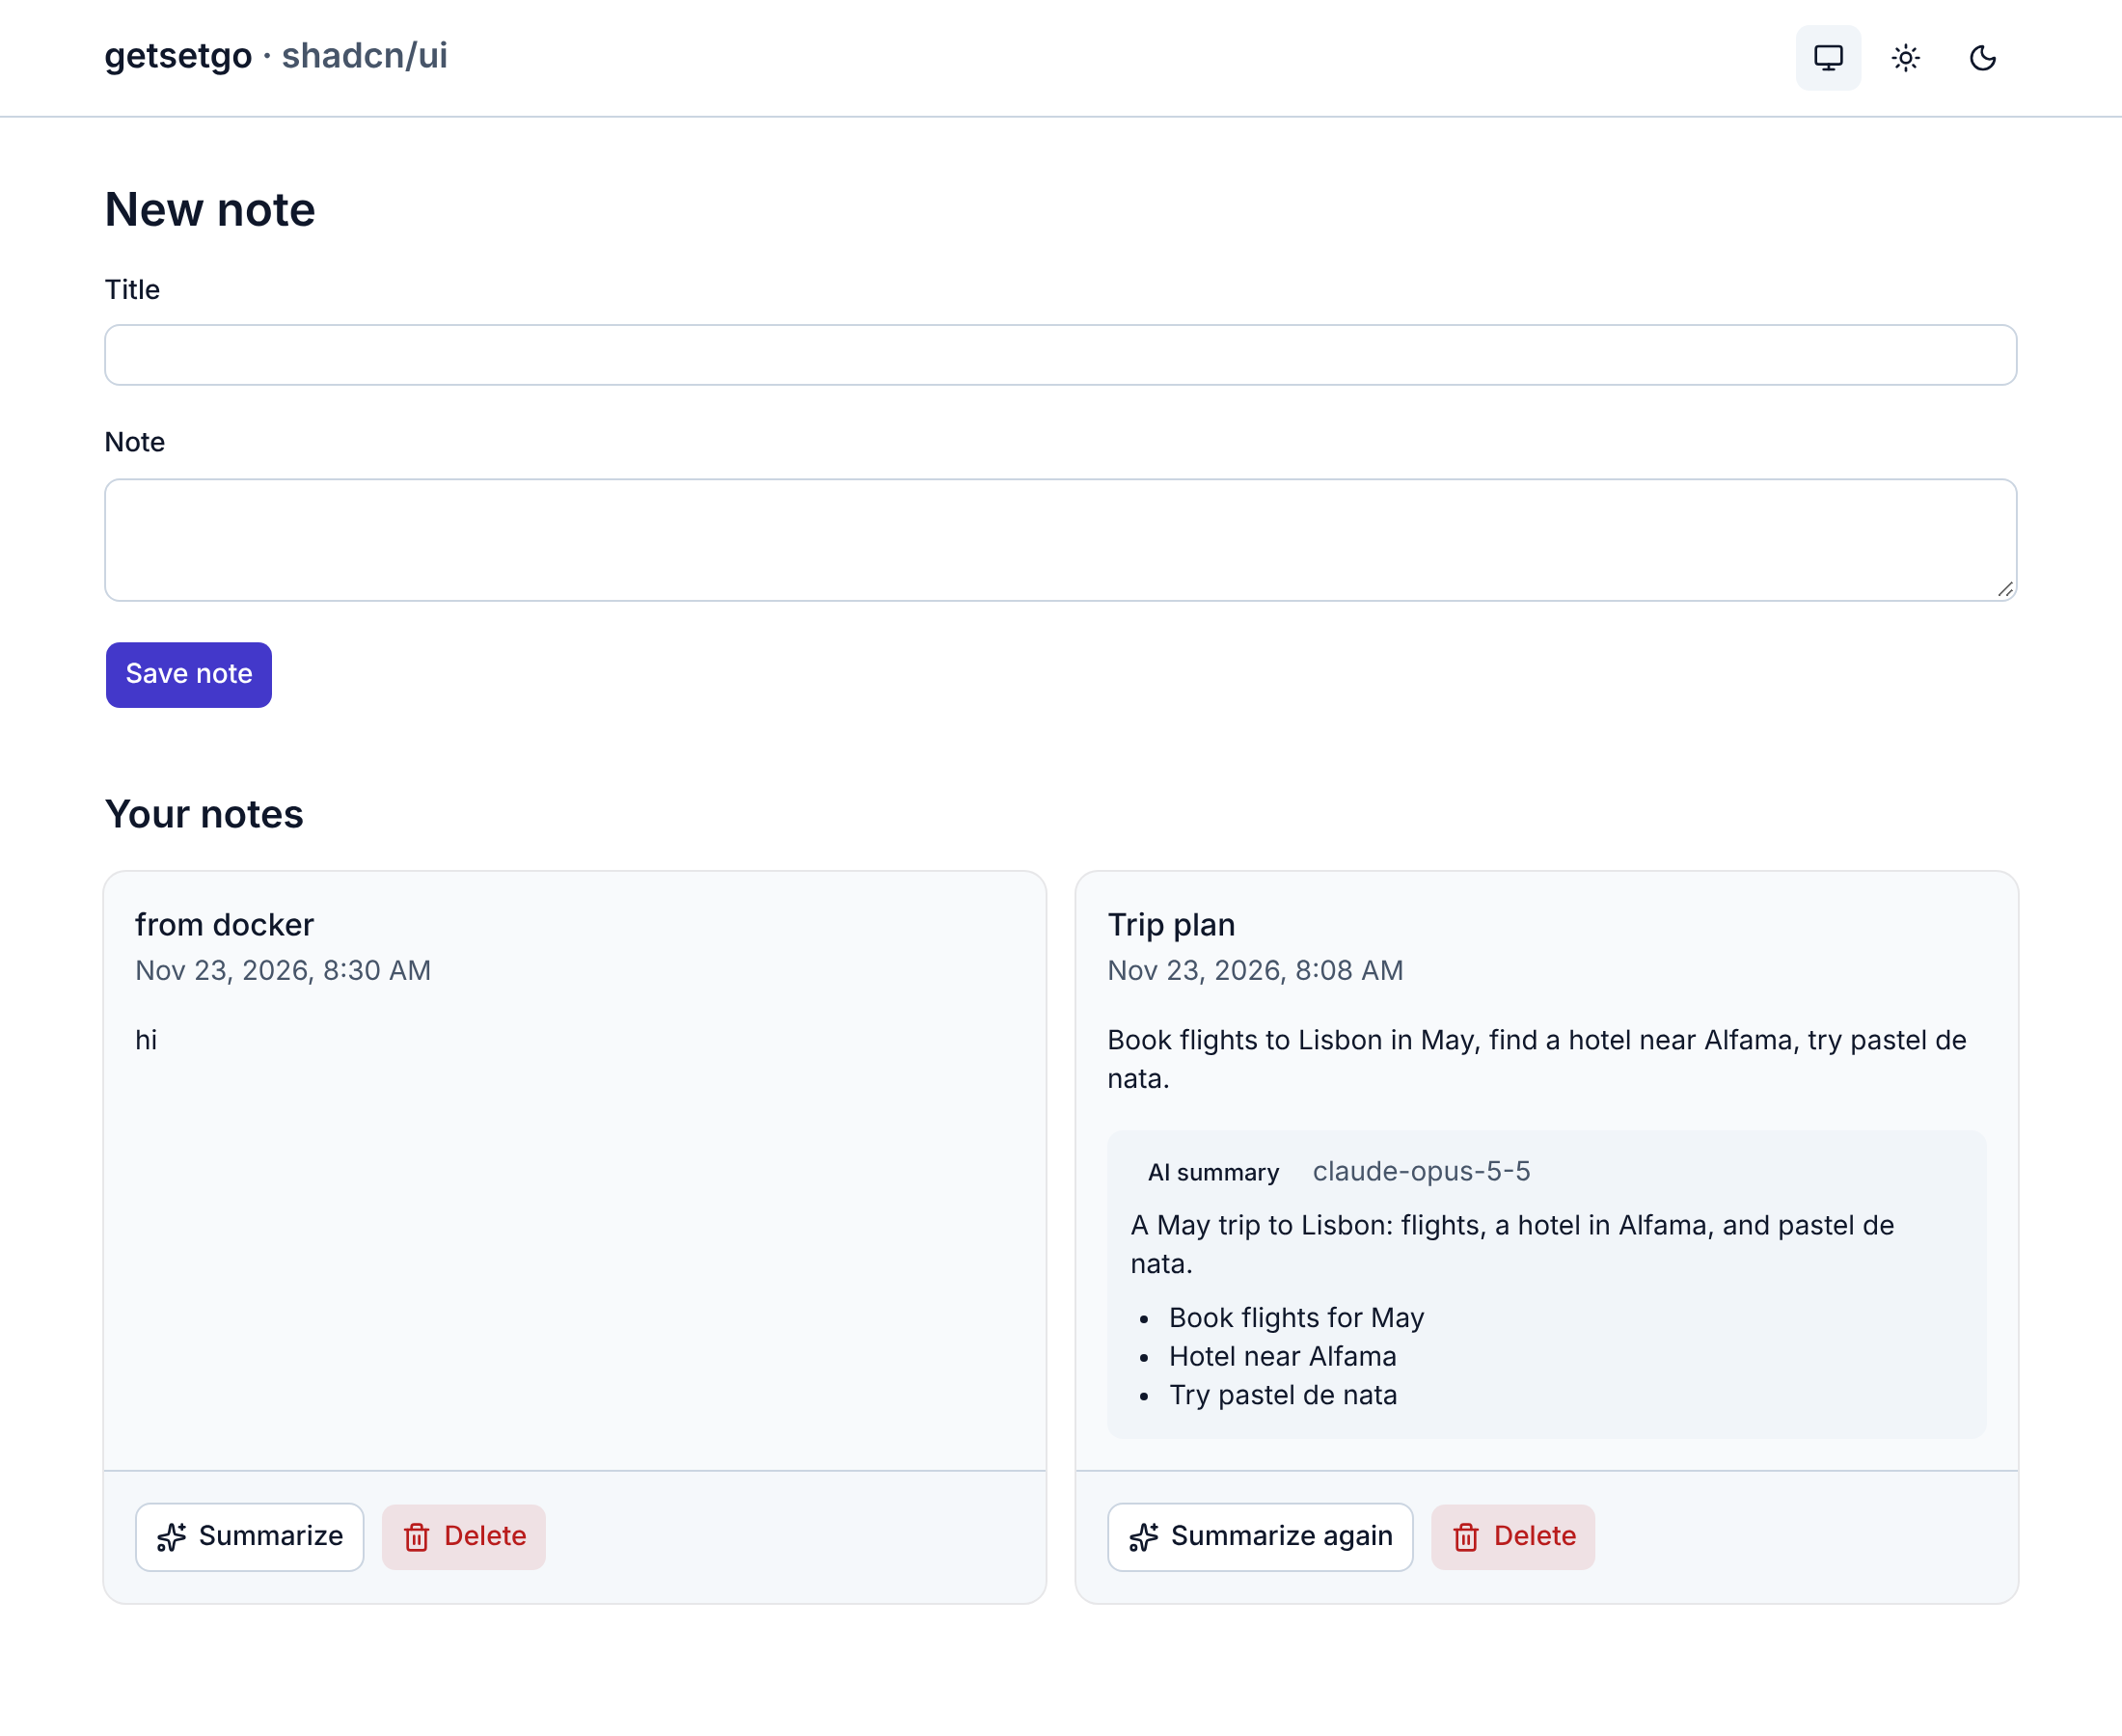 getsetgo · shadcn/ui
New note
Title
Note
Save note
Your notes
from docker
Nov 23, 2026, 8:30 AM
hi
Summarize
Delete
Trip plan
Nov 23, 2026, 8:08 AM
Book flights to Lisbon in May, find a hotel near Alfama, try pastel de
nata.
AI summary claude-opus-5-5
A May trip to Lisbon: flights, a hotel in Alfama, and pastel de
nata.
• Book flights for May
• Hotel near Alfama
• Try pastel de nata
Summarize again
Delete